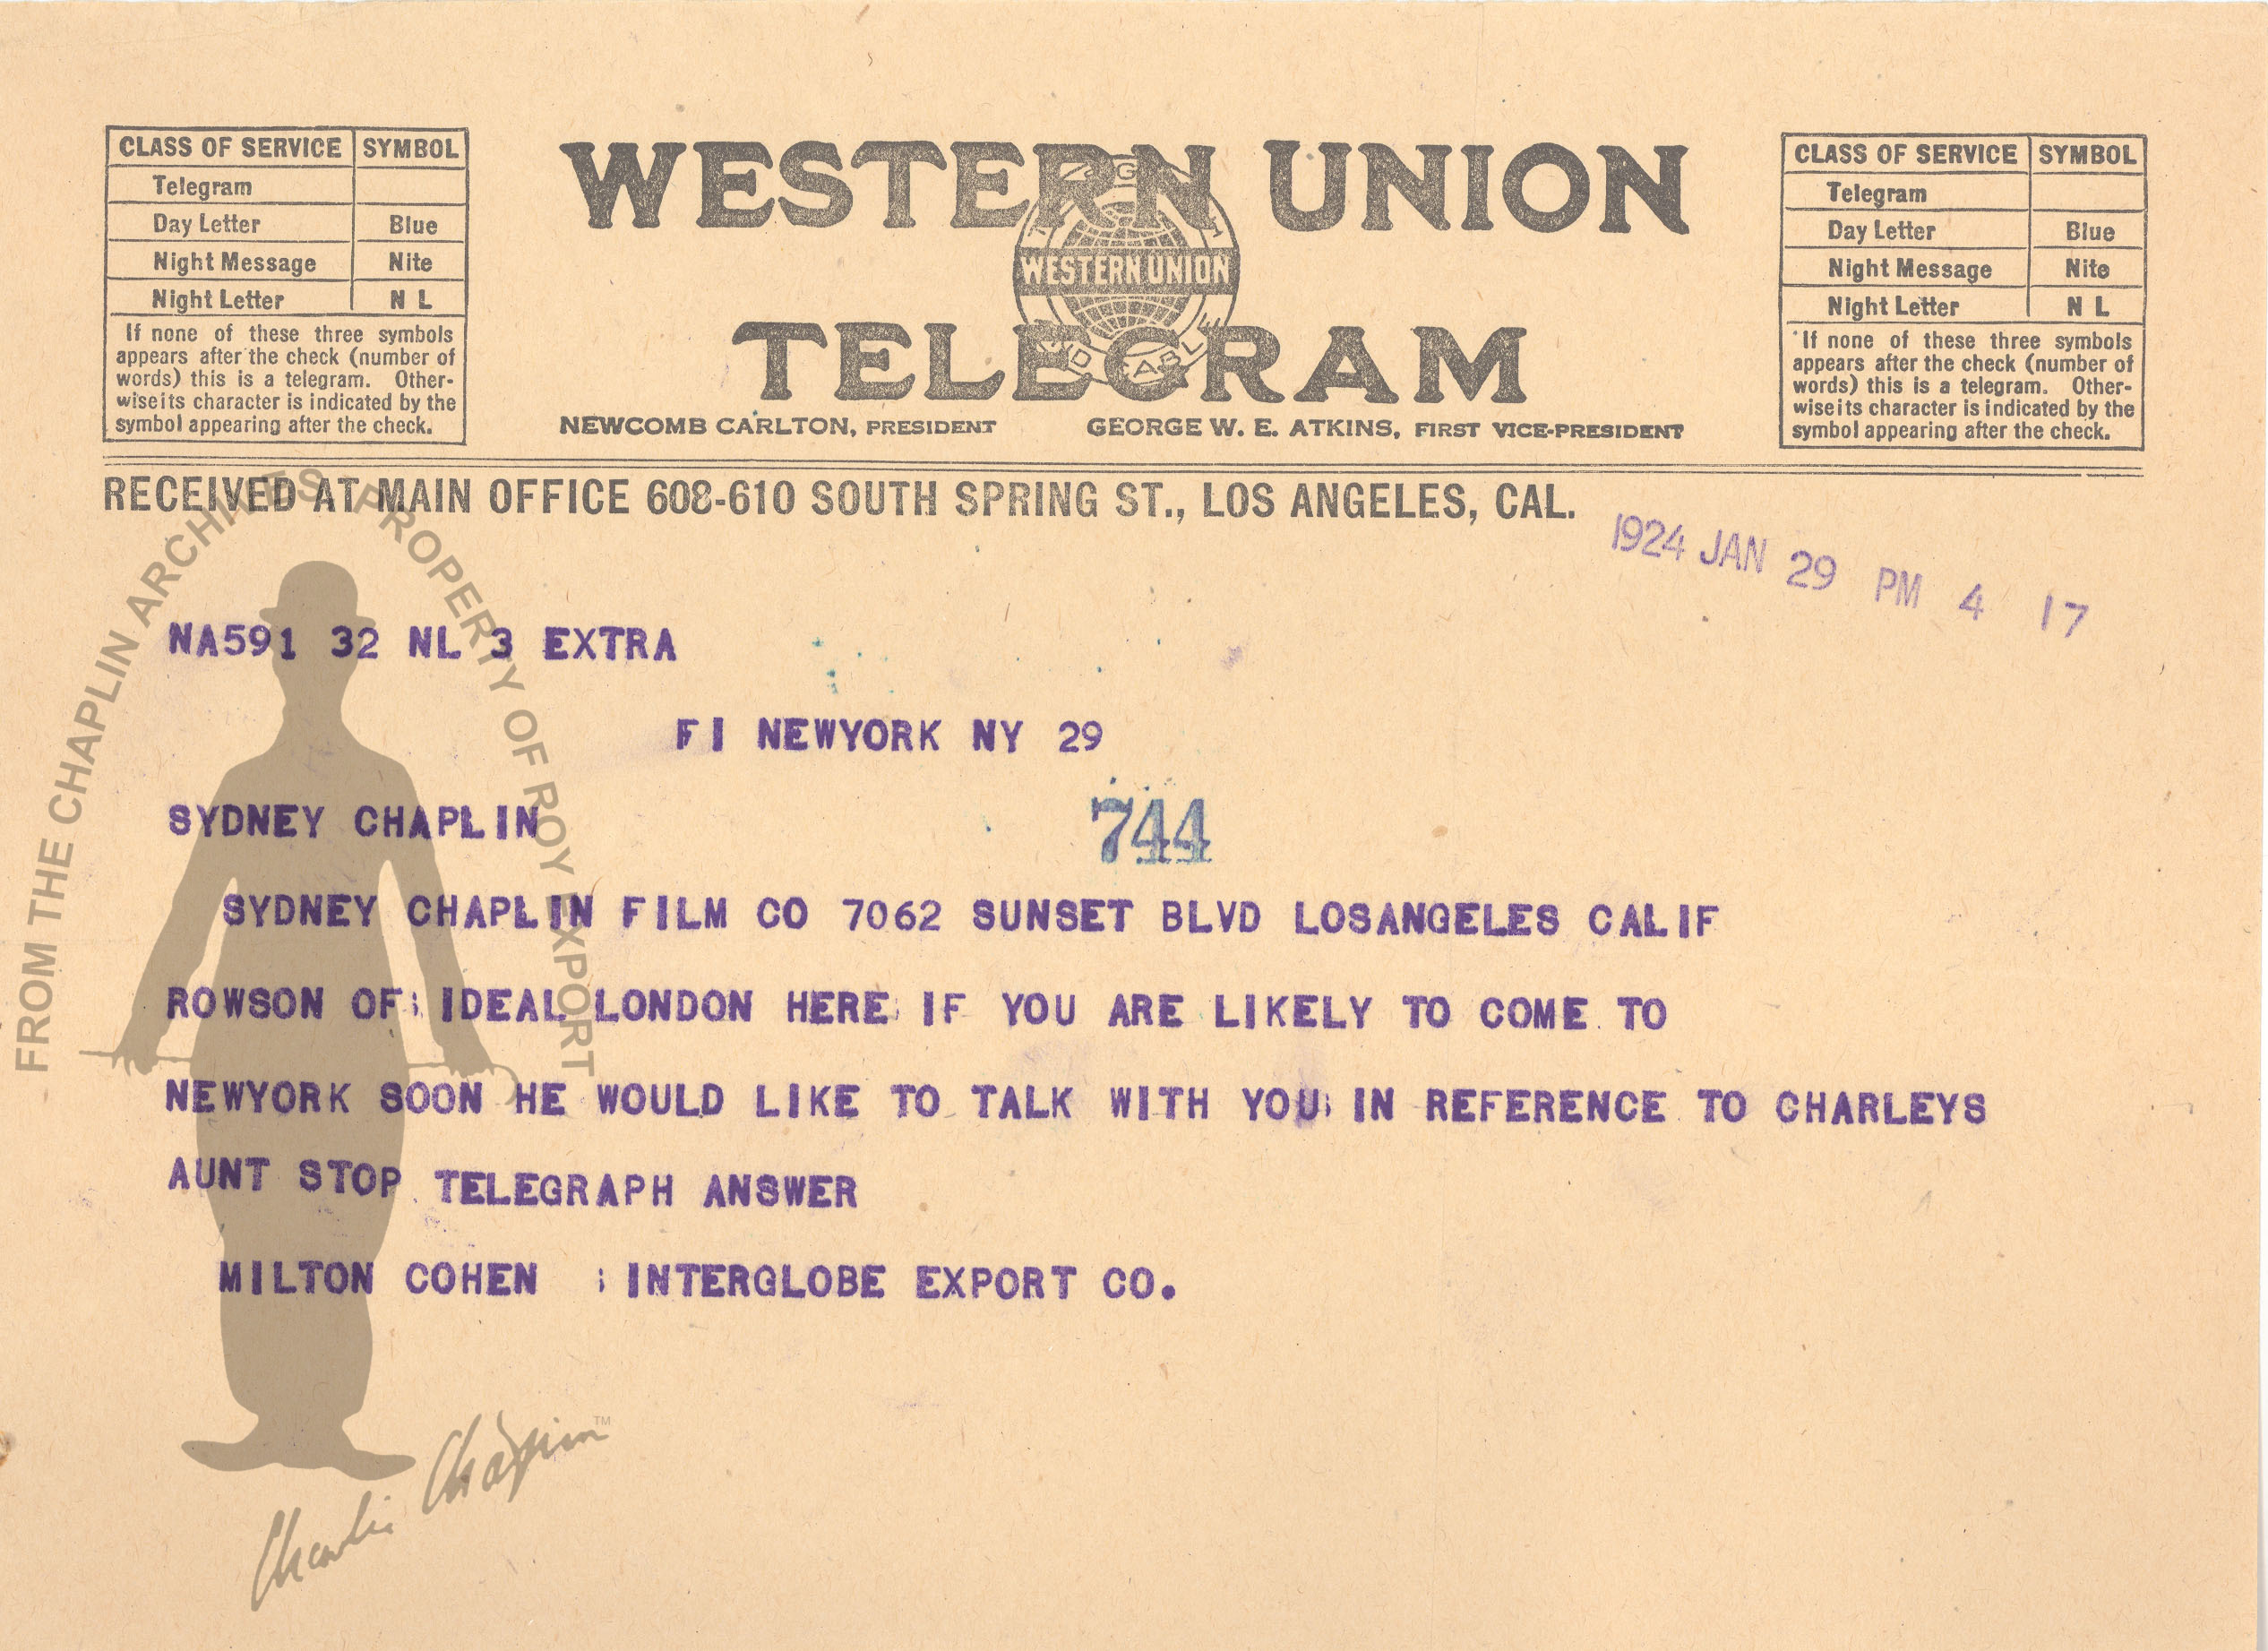 CLASS OF SERVICE SYMBOL
Telegram
Day Letter Blue
Night Message Nite
Night Letter N L
If none of these three symbols
appears after the check (number of
words) this is a telegram. Other-
wise its character is indicated by the
symbol appearing after the check.
WESTERN UNION
WESTERN UNION
TELEGRAM
NEWCOMB CARLTON, PRESIDENT GEORGE W. E. ATKINS, FIRST VICE-PRESIDENT
CLASS OF SERVICE SYMBOL
Telegram
Day Letter Blue
Night Message Nite
Night Letter N L
If none of these three symbols
appears after the check (number of
words) this is a telegram. Other-
wise its character is indicated by the
symbol appearing after the check.
RECEIVED AT MAIN OFFICE 608-610 SOUTH SPRING ST., LOS ANGELES, CAL.
1924 JAN 29 PM 4 17
NA591 32 NL 3 EXTRA
FI NEWYORK NY 29
SYDNEY CHAPLIN
744
SYDNEY CHAPLIN FILM CO 7062 SUNSET BLVD LOSANGELES CALIF
ROWSON OF IDEAL LONDON HERE IF YOU ARE LIKELY TO COME TO
NEWYORK SOON HE WOULD LIKE TO TALK WITH YOU IN REFERENCE TO CHARLEYS
AUNT STOP TELEGRAPH ANSWER
MILTON COHEN INTERGLOBE EXPORT CO.
FROM THE CHAPLIN ARCHIVES. PROPERTY OF ROY EXPORT
Charlie Chaplin™